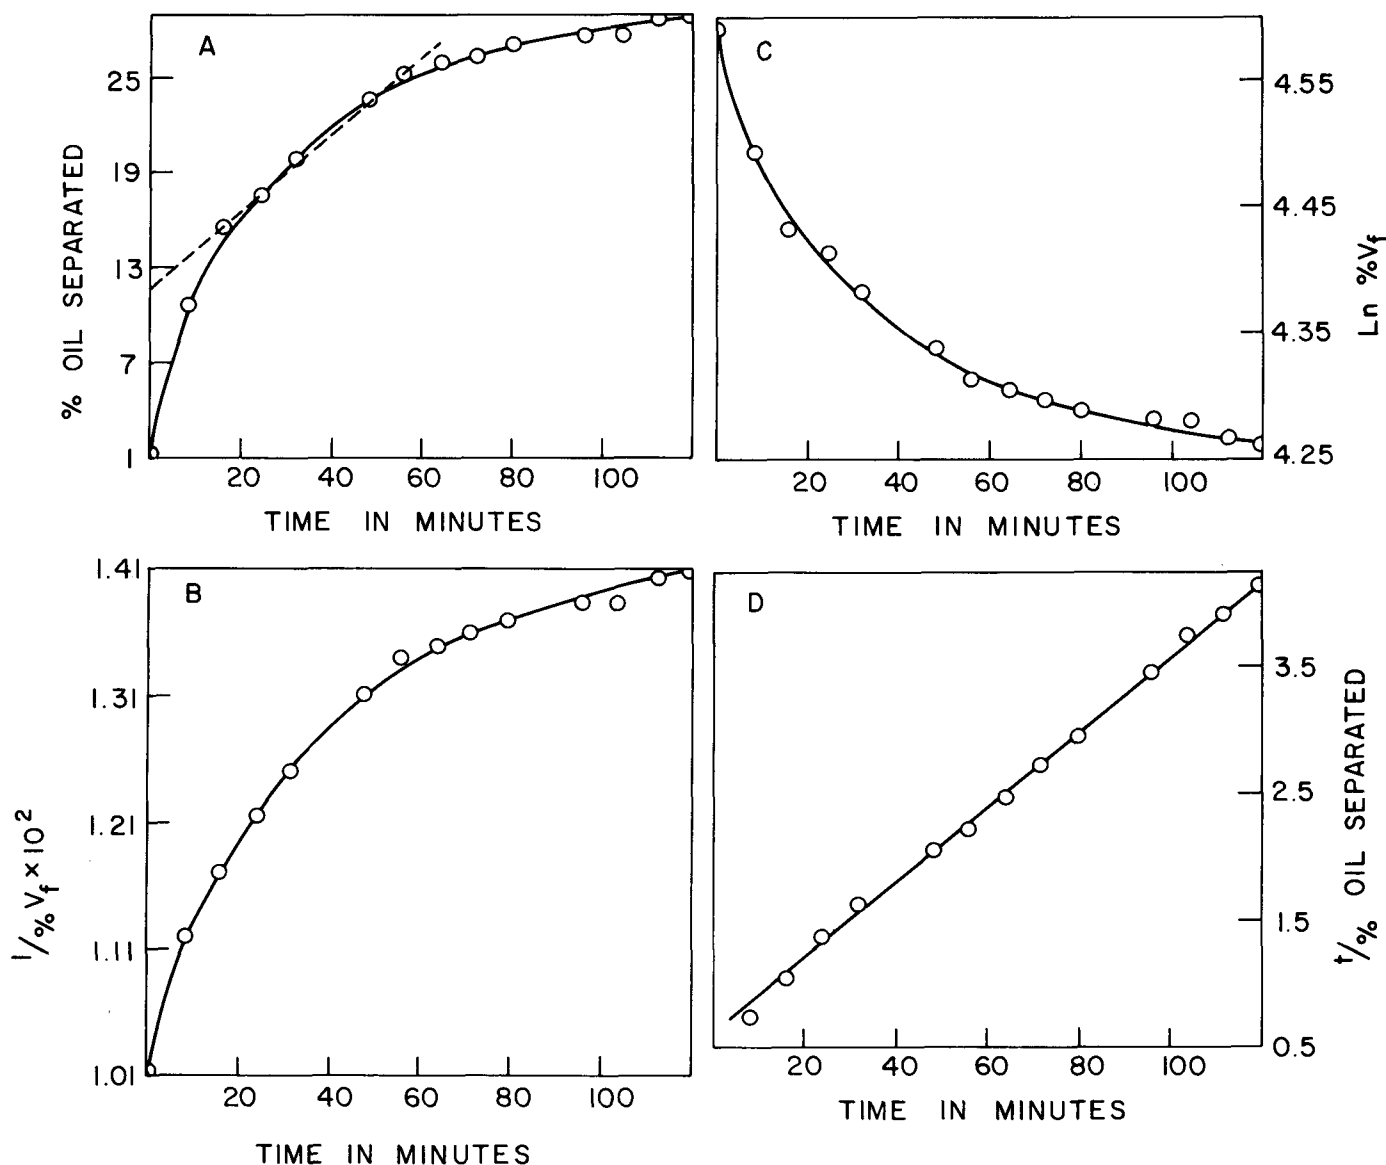 A
25
19
13
7
1
% OIL SEPARATED
20 40 60 80 100
TIME IN MINUTES
C
4.55
4.45
4.35
4.25
Ln %Vf
20 40 60 80 100
TIME IN MINUTES
B
1.41
1.31
1.21
1.11
1.01
1/%Vf × 10²
20 40 60 80 100
TIME IN MINUTES
D
3.5
2.5
1.5
0.5
t/% OIL SEPARATED
20 40 60 80 100
TIME IN MINUTES